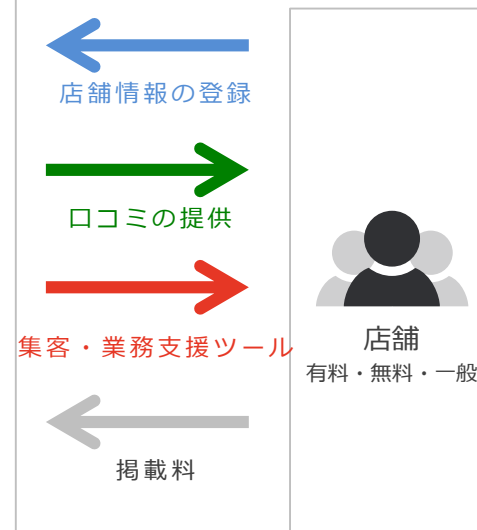 店舗情報の登録
口コミの提供
集客・業務支援ツール
掲載料
店舗
有料・無料・一般